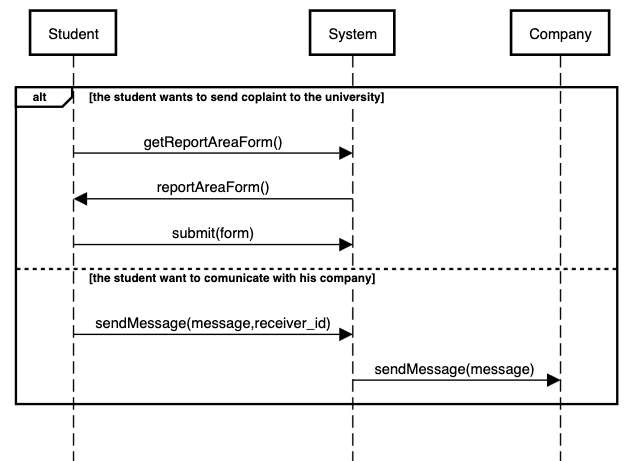 Student
System
Company
alt
[the student wants to send coplaint to the university]
getReportAreaForm()
reportAreaForm()
submit(form)
[the student want to comunicate with his company]
sendMessage(message,receiver_id)
sendMessage(message)